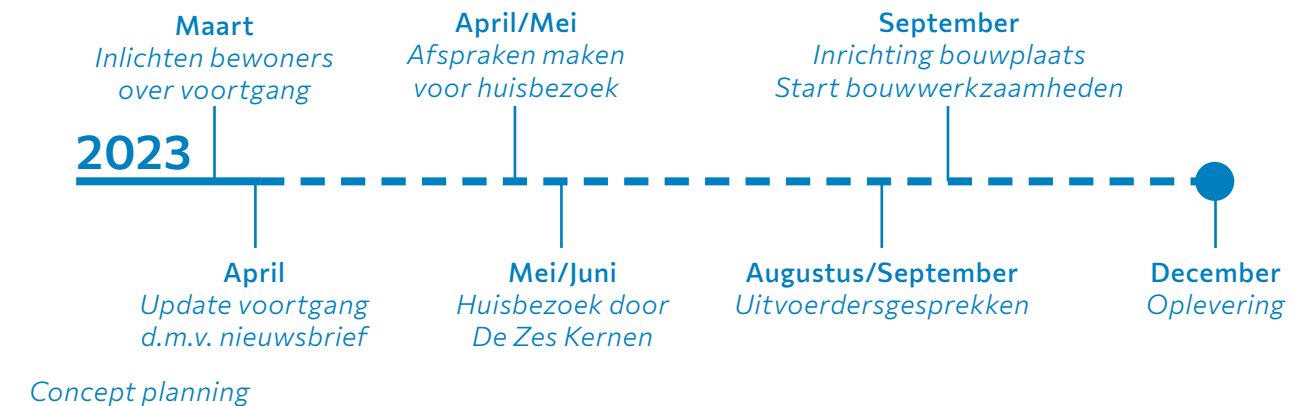 Maart
Inlichten bewoners
over voortgang
April/Mei
Afspraken maken
voor huisbezoek
September
Inrichting bouwplaats
Start bouwwerkzaamheden
2023
April
Update voortgang
d.m.v. nieuwsbrief
Mei/Juni
Huisbezoek door
De Zes Kernen
Augustus/September
Uitvoerdersgesprekken
December
Oplevering
Concept planning